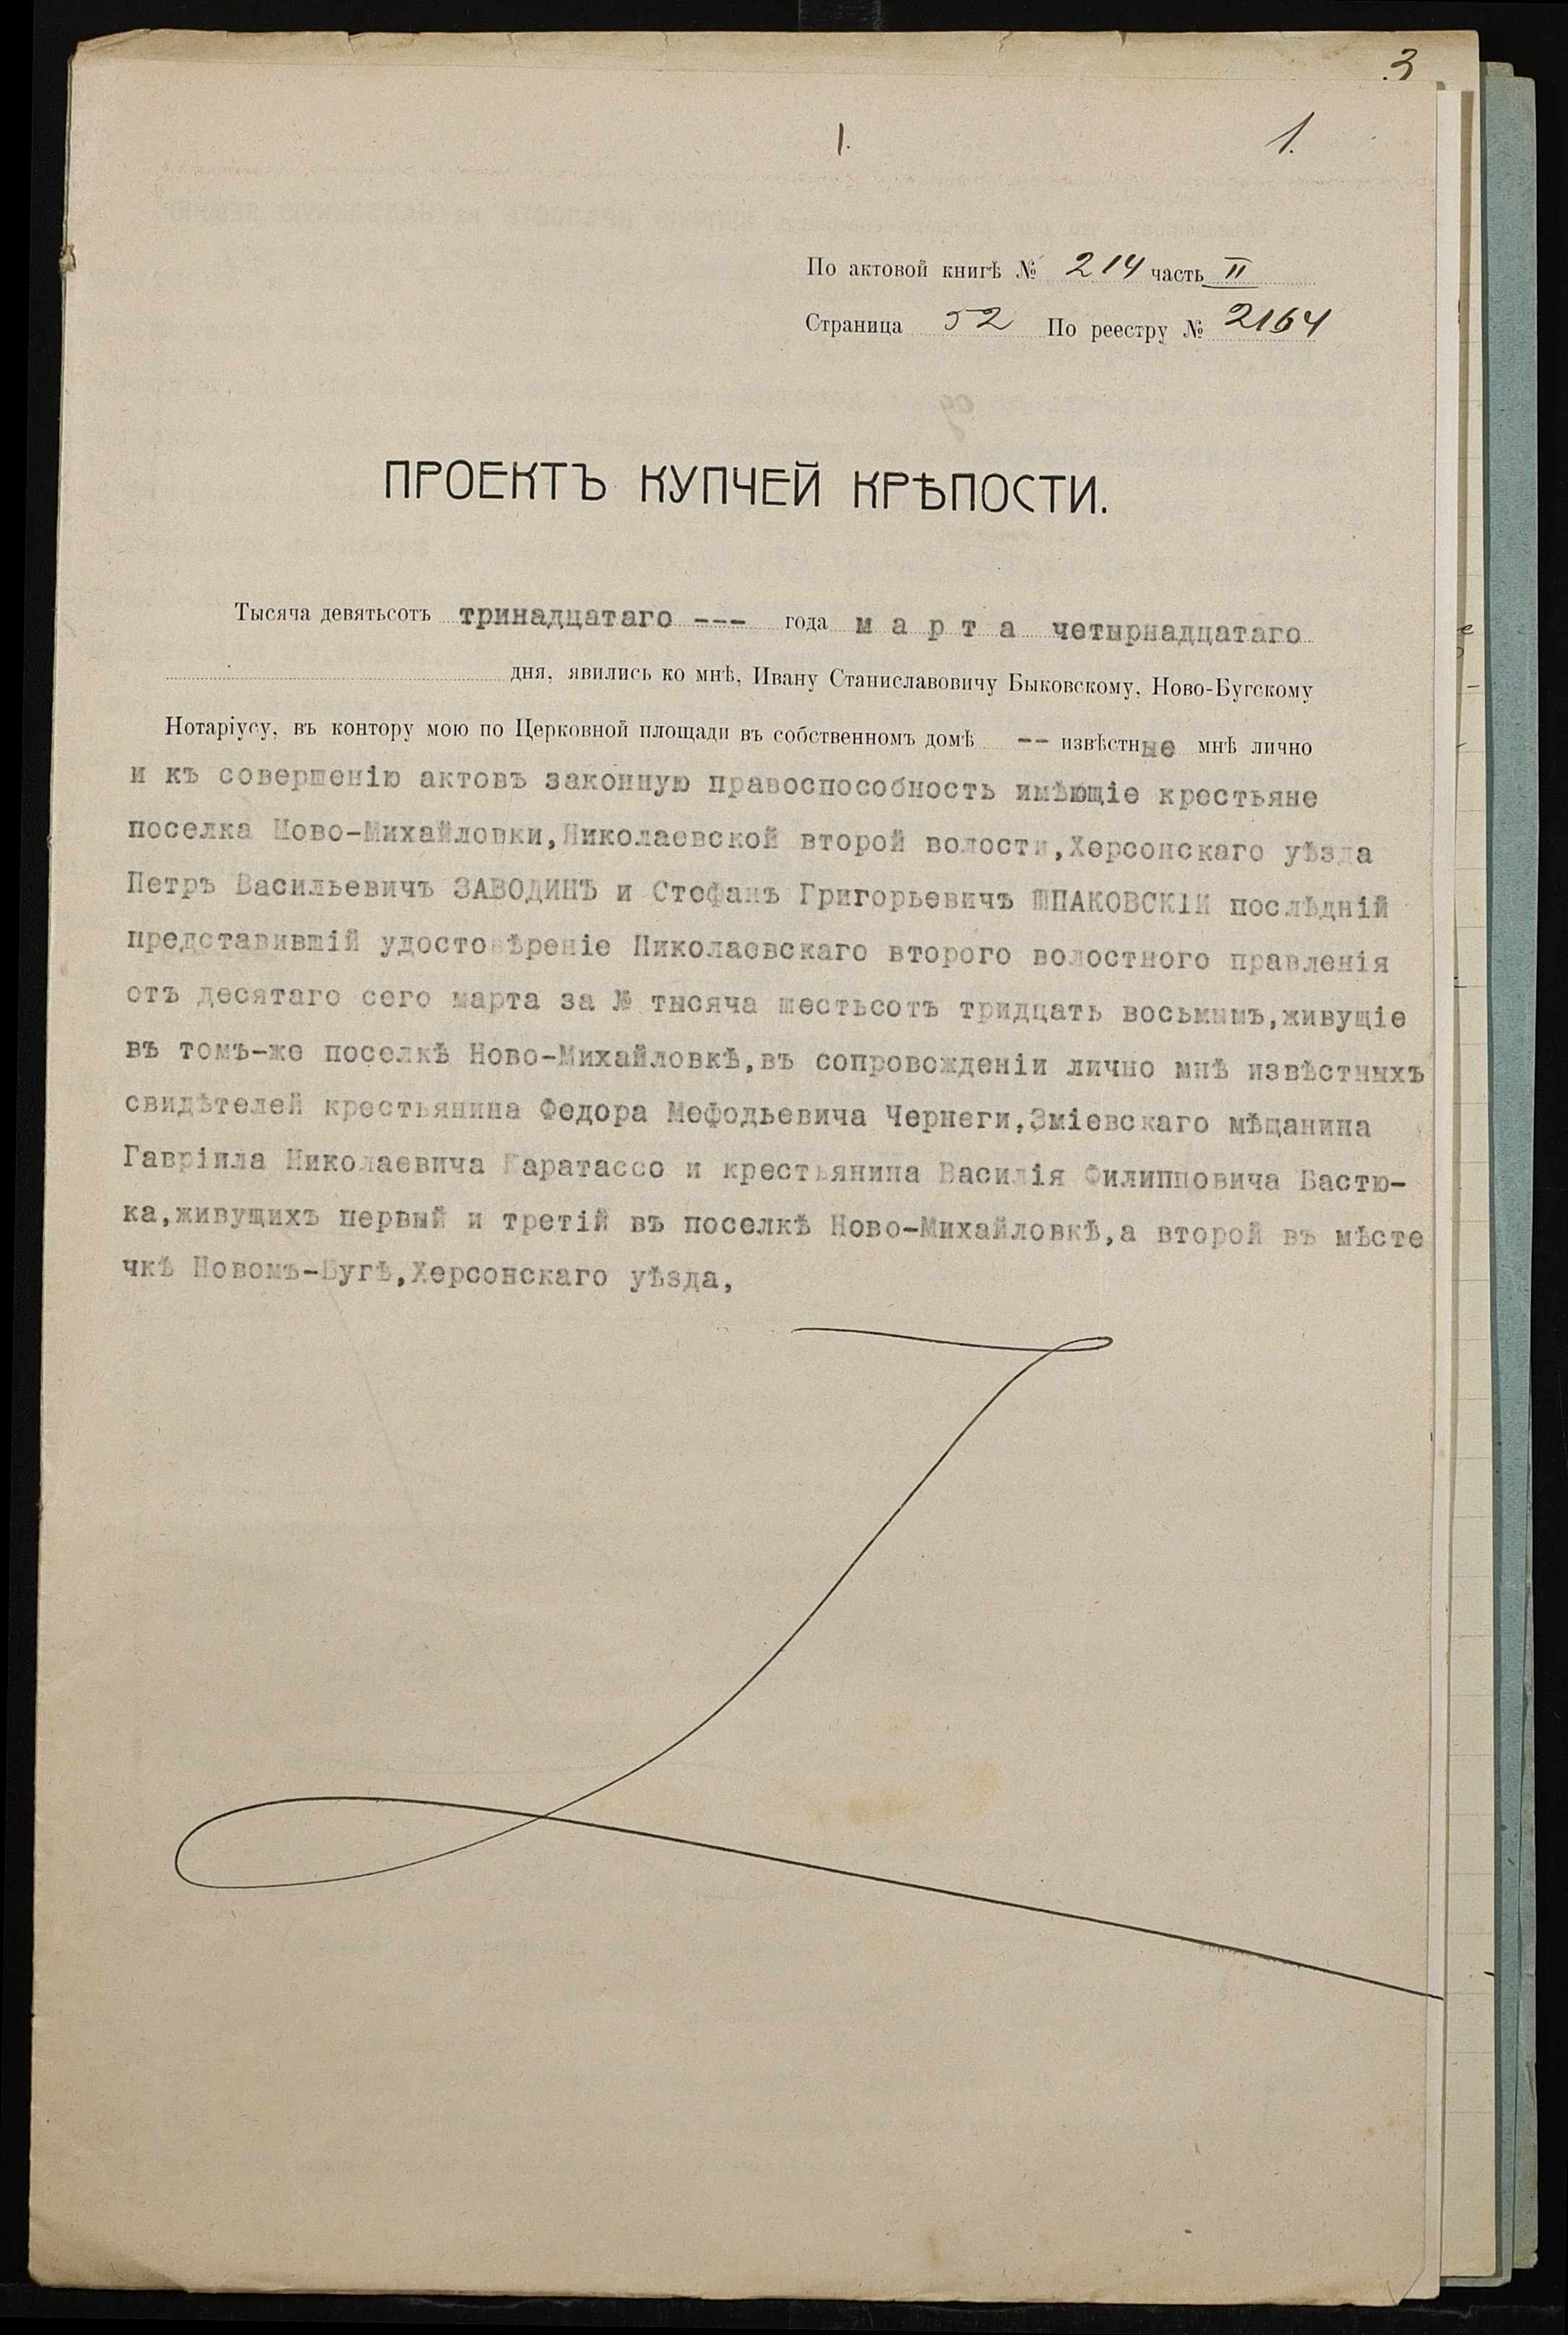 3
1. 1.
По актовой книгѣ № 214 часть II
Страница 52 По реестру № 2164
ПРОЕКТЪ КУПЧЕЙ КРѢПОСТИ.
Тысяча девятьсотъ тринадцатаго --- года м а р т а четырнадцатаго
дня, явились ко мнѣ, Ивану Станиславовичу Быковскому, Ново-Бугскому
Нотаріусу, въ контору мою по Церковной площади въ собственномъ домѣ -- извѣстные мнѣ лично
и къ совершенію актовъ законную правоспособность имѣющіе крестьяне
поселка Ново-Михайловки,Николаевской второй волости,Херсонскаго уѣзда
Петръ Васильевичъ ЗАВОДИНЪ и Стефанъ Григорьевичъ ШПАКОВСКІЙ послѣдній
представившій удостовѣреніе Николаевскаго второго волостного правленія
отъ десятаго сего марта за № тысяча шестьсотъ тридцать восьмымъ,живущіе
въ томъ-же поселкѣ Ново-Михайловкѣ,въ сопровожденіи лично мнѣ извѣстныхъ
свидѣтелей крестьянина Федора Мефодьевича Чернеги,Зміевскаго мѣщанина
Гавріила Николаевича Каратассо и крестьянина Василія Филипповича Бастю-
ка,живущихъ первый и третій въ поселкѣ Ново-Михайловкѣ,а второй въ мѣсте
чкѣ Новомъ-Бугѣ,Херсонскаго уѣзда,